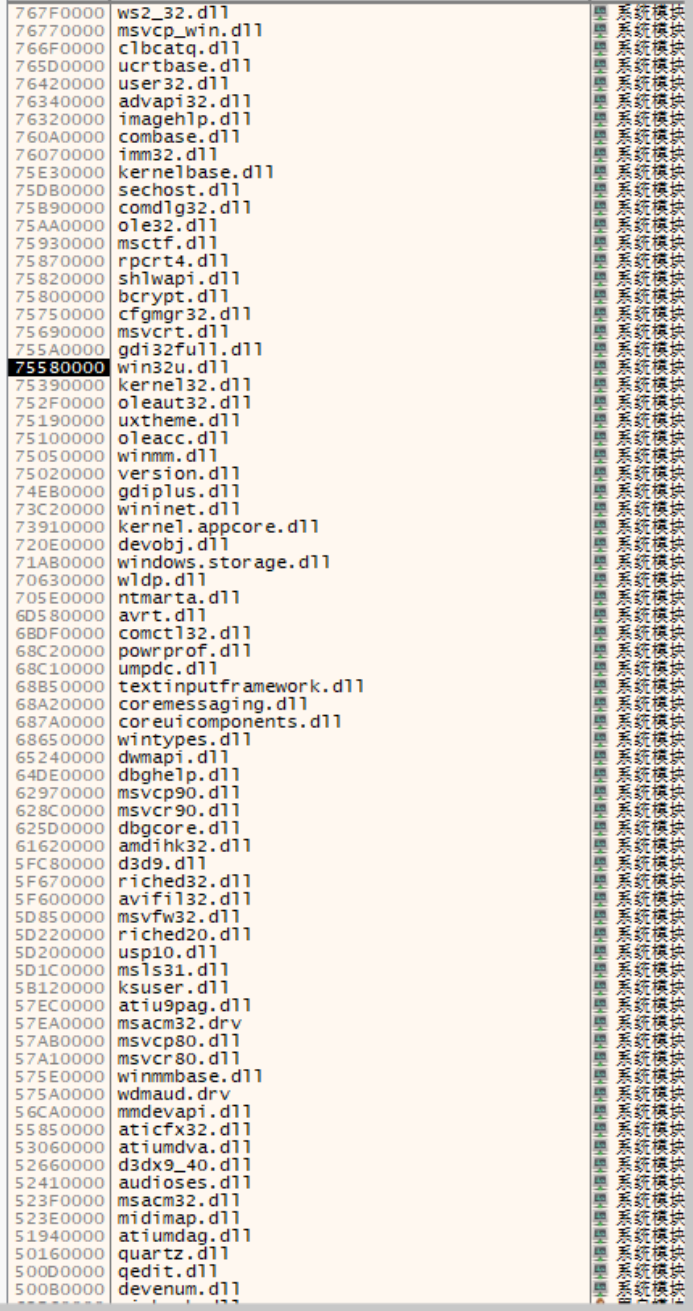 767F0000 ws2_32.dll 系统模块
76770000 msvcp_win.dll 系统模块
766F0000 clbcatq.dll 系统模块
765D0000 ucrtbase.dll 系统模块
76420000 user32.dll 系统模块
76340000 advapi32.dll 系统模块
76320000 imagehlp.dll 系统模块
760A0000 combase.dll 系统模块
76070000 imm32.dll 系统模块
75E30000 kernelbase.dll 系统模块
75DB0000 sechost.dll 系统模块
75B90000 comdlg32.dll 系统模块
75AA0000 ole32.dll 系统模块
75930000 msctf.dll 系统模块
75870000 rpcrt4.dll 系统模块
75820000 shlwapi.dll 系统模块
75800000 bcrypt.dll 系统模块
75750000 cfgmgr32.dll 系统模块
75690000 msvcrt.dll 系统模块
755A0000 gdi32full.dll 系统模块
75580000 win32u.dll 系统模块
75390000 kernel32.dll 系统模块
752F0000 oleaut32.dll 系统模块
75190000 uxtheme.dll 系统模块
75100000 oleacc.dll 系统模块
75050000 winmm.dll 系统模块
75020000 version.dll 系统模块
74EB0000 gdiplus.dll 系统模块
73C20000 wininet.dll 系统模块
73910000 kernel.appcore.dll 系统模块
720E0000 devobj.dll 系统模块
71AB0000 windows.storage.dll 系统模块
70630000 wldp.dll 系统模块
705E0000 ntmarta.dll 系统模块
6D580000 avrt.dll 系统模块
6BDF0000 comctl32.dll 系统模块
68C20000 powrprof.dll 系统模块
68C10000 umpdc.dll 系统模块
68B50000 textinputframework.dll 系统模块
68A20000 coremessaging.dll 系统模块
687A0000 coreuicomponents.dll 系统模块
68650000 wintypes.dll 系统模块
65240000 dwmapi.dll 系统模块
64DE0000 dbghelp.dll 系统模块
62970000 msvcp90.dll 系统模块
628C0000 msvcr90.dll 系统模块
625D0000 dbgcore.dll 系统模块
61620000 amdihk32.dll 系统模块
5FC80000 d3d9.dll 系统模块
5F670000 riched32.dll 系统模块
5F600000 avifil32.dll 系统模块
5D850000 msvfw32.dll 系统模块
5D220000 riched20.dll 系统模块
5D200000 usp10.dll 系统模块
5D1C0000 msls31.dll 系统模块
5B120000 ksuser.dll 系统模块
57EC0000 atiu9pag.dll 系统模块
57EA0000 msacm32.drv 系统模块
57AB0000 msvcp80.dll 系统模块
57A10000 msvcr80.dll 系统模块
575E0000 winmmbase.dll 系统模块
575A0000 wdmaud.drv 系统模块
56CA0000 mmdevapi.dll 系统模块
55850000 aticfx32.dll 系统模块
53060000 atiumdva.dll 系统模块
52660000 d3dx9_40.dll 系统模块
52410000 audioses.dll 系统模块
523F0000 msacm32.dll 系统模块
523E0000 midimap.dll 系统模块
51940000 atiumdag.dll 系统模块
50160000 quartz.dll 系统模块
500D0000 qedit.dll 系统模块
500B0000 devenum.dll 系统模块